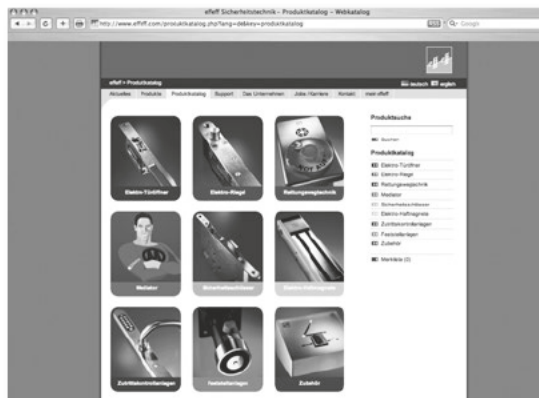 effeff Sicherheitstechnik - Produktkatalog - Webkatalog
http://www.effeff.com/produktkatalog.php?lang=de&key=produktkatalog
Google
effeff > Produktkatalog
deutsch english
Aktuelles Produkte Produktkatalog Support Das Unternehmen Jobs/Karriere Kontakt mein effeff
Produktsuche
Suchen
Produktkatalog
Elektro-Türöffner
Elektro-Riegel
Rettungswegtechnik
Mediator
Sicherheitsschlösser
Elektro-Haftmagnete
Zutrittskontrollanlagen
Feststellanlagen
Zubehör
Merkliste (0)
Elektro-Türöffner Elektro-Riegel Rettungswegtechnik
Mediator Sicherheitsschlösser Elektro-Haftmagnete
Zutrittskontrollanlagen Feststellanlagen Zubehör